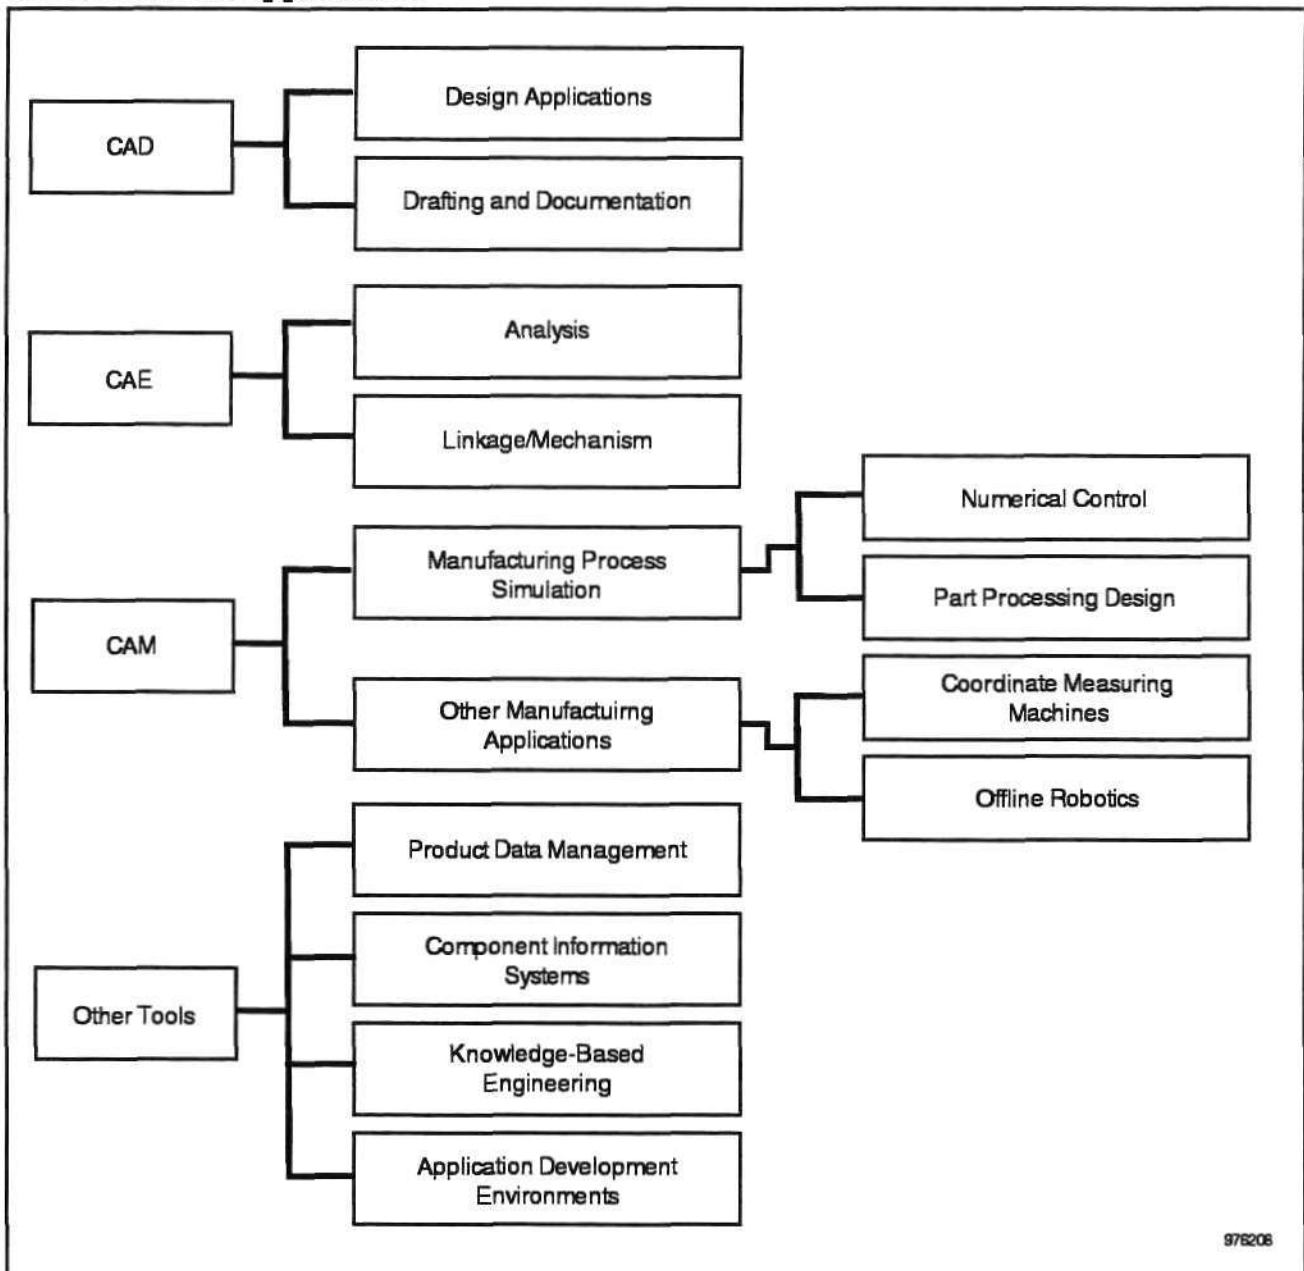 CAD
Design Applications
Drafting and Documentation
CAE
Analysis
Linkage/Mechanism
CAM
Manufacturing Process
Simulation
Numerical Control
Part Processing Design
Other Manufactuirng
Applications
Coordinate Measuring
Machines
Offline Robotics
Other Tools
Product Data Management
Component Information
Systems
Knowledge-Based
Engineering
Application Development
Environments
976206